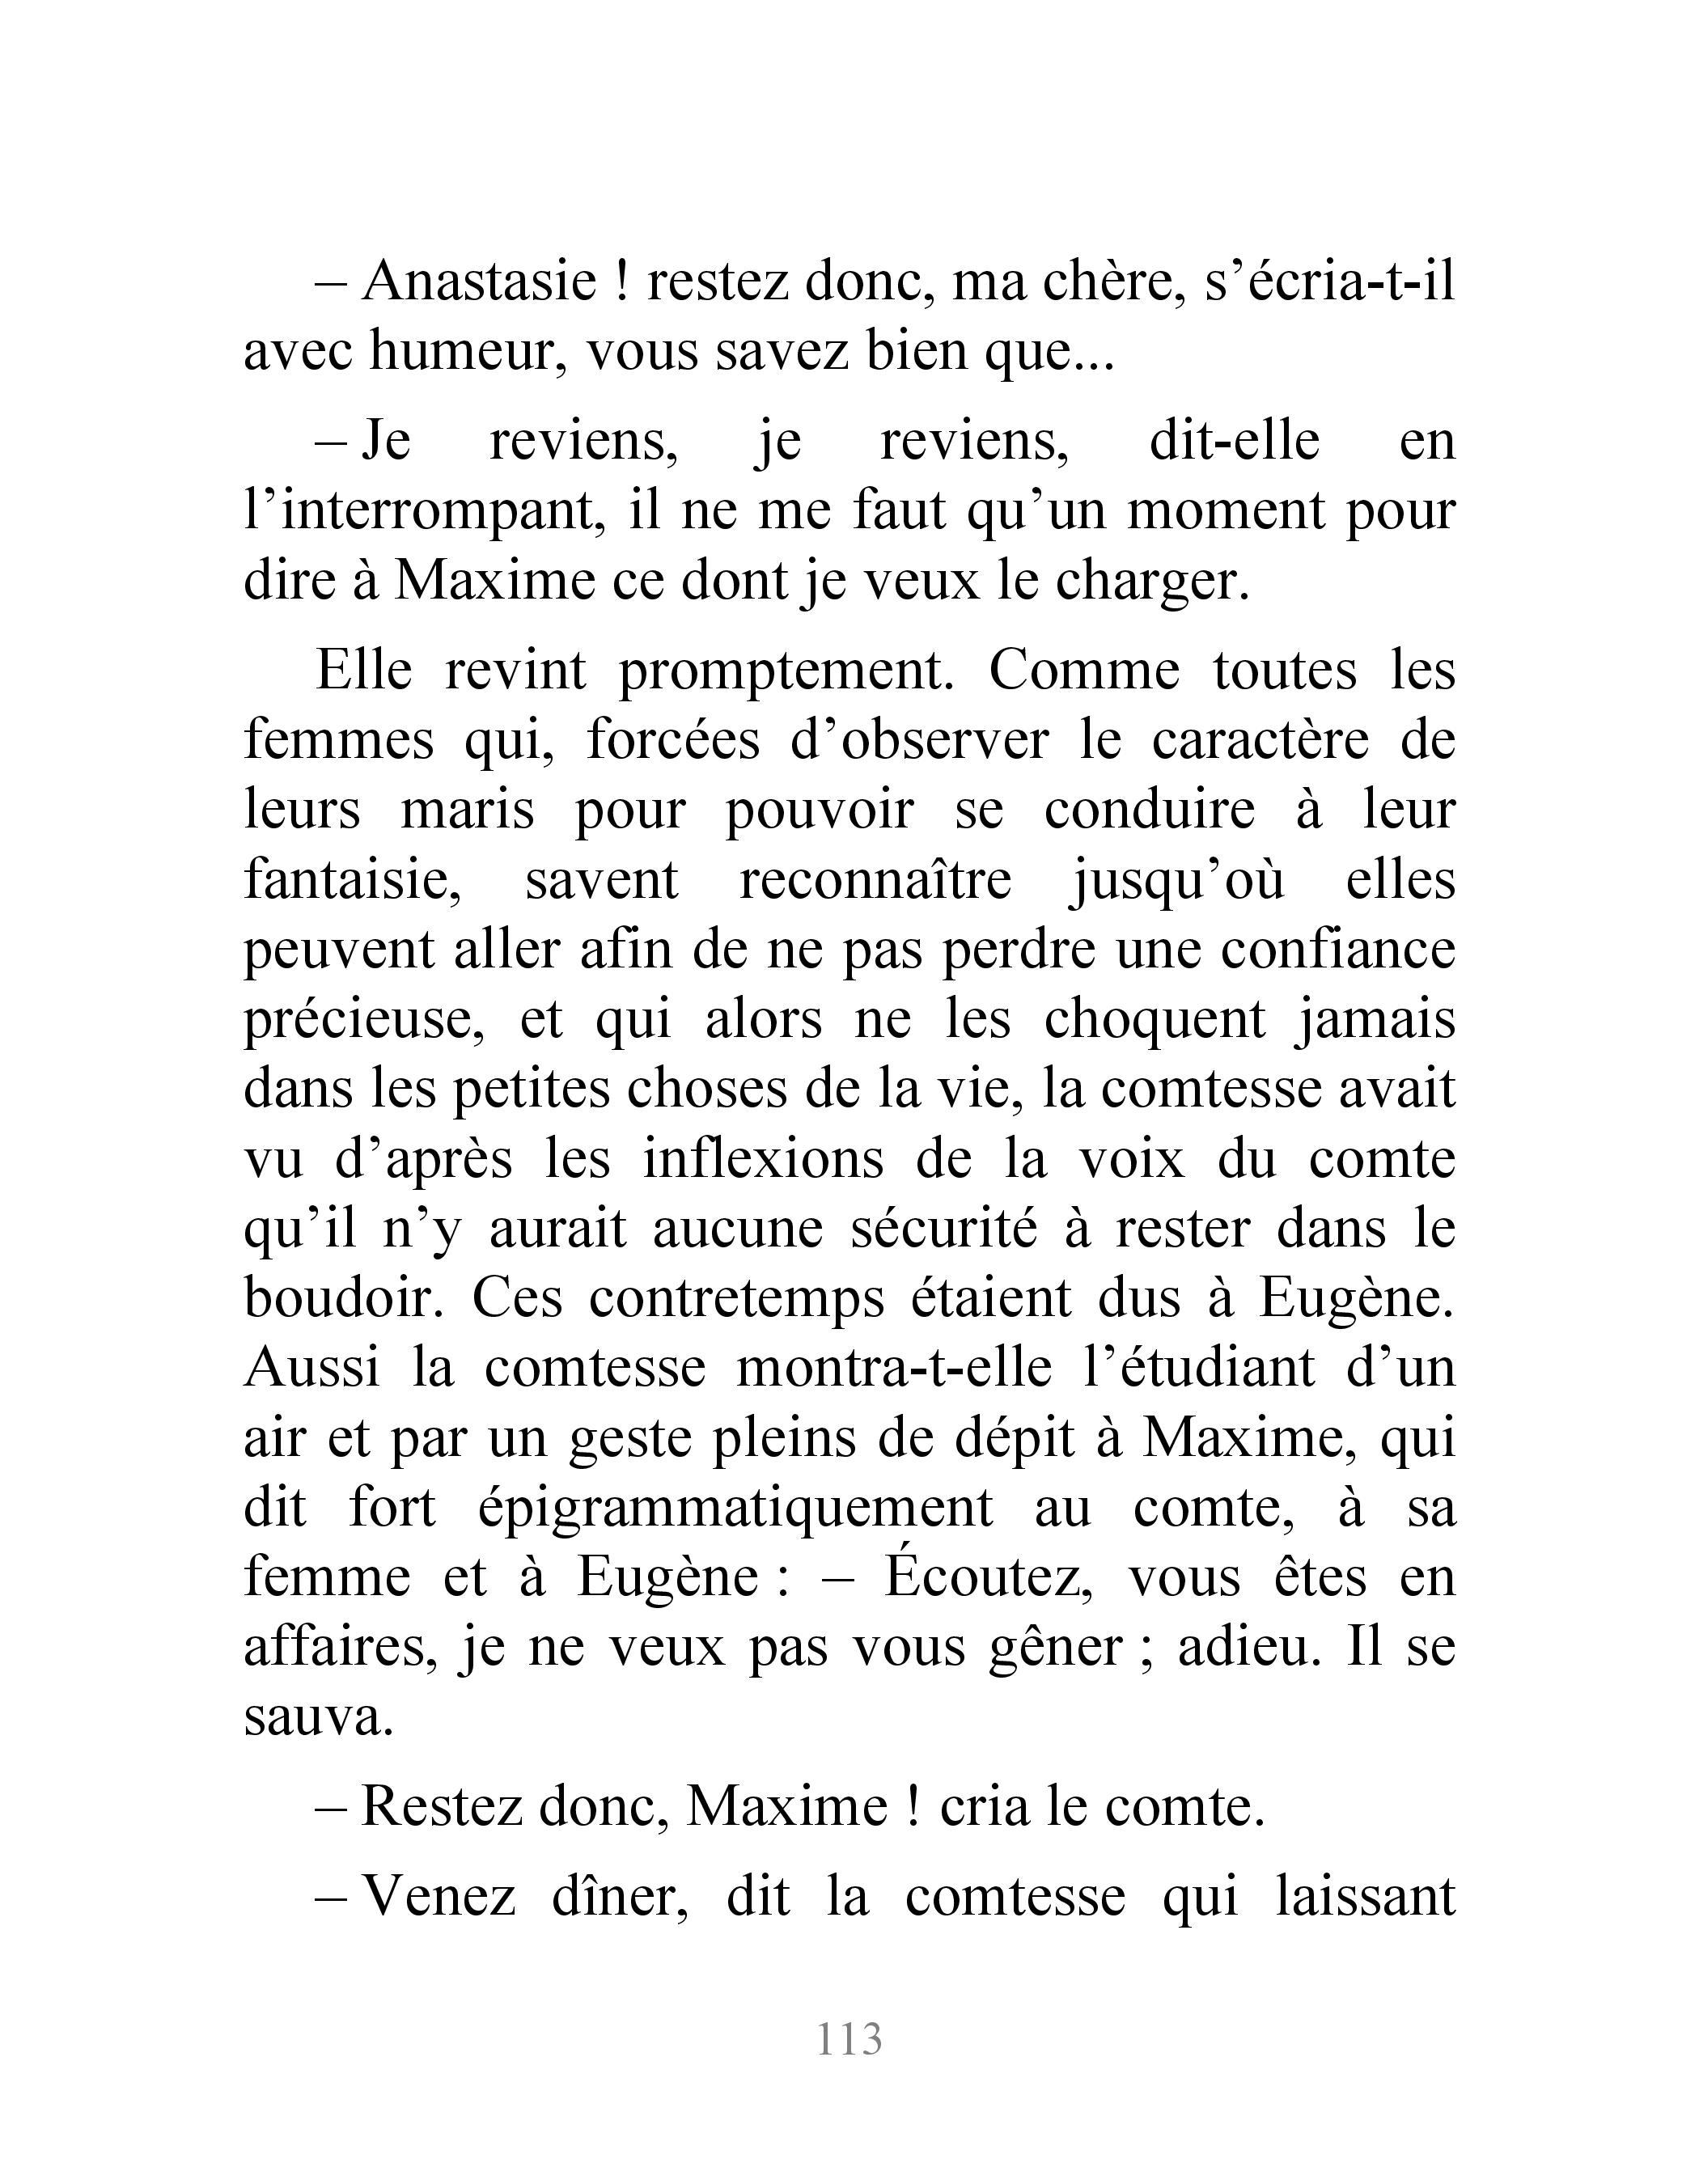 – Anastasie ! restez donc, ma chère, s’écria-t-il
avec humeur, vous savez bien que...
– Je reviens, je reviens, dit-elle en
l’interrompant, il ne me faut qu’un moment pour
dire à Maxime ce dont je veux le charger.
Elle revint promptement. Comme toutes les
femmes qui, forcées d’observer le caractère de
leurs maris pour pouvoir se conduire à leur
fantaisie, savent reconnaître jusqu’où elles
peuvent aller afin de ne pas perdre une confiance
précieuse, et qui alors ne les choquent jamais
dans les petites choses de la vie, la comtesse avait
vu d’après les inflexions de la voix du comte
qu’il n’y aurait aucune sécurité à rester dans le
boudoir. Ces contretemps étaient dus à Eugène.
Aussi la comtesse montra-t-elle l’étudiant d’un
air et par un geste pleins de dépit à Maxime, qui
dit fort épigrammatiquement au comte, à sa
femme et à Eugène : – Écoutez, vous êtes en
affaires, je ne veux pas vous gêner ; adieu. Il se
sauva.
– Restez donc, Maxime ! cria le comte.
– Venez dîner, dit la comtesse qui laissant
113